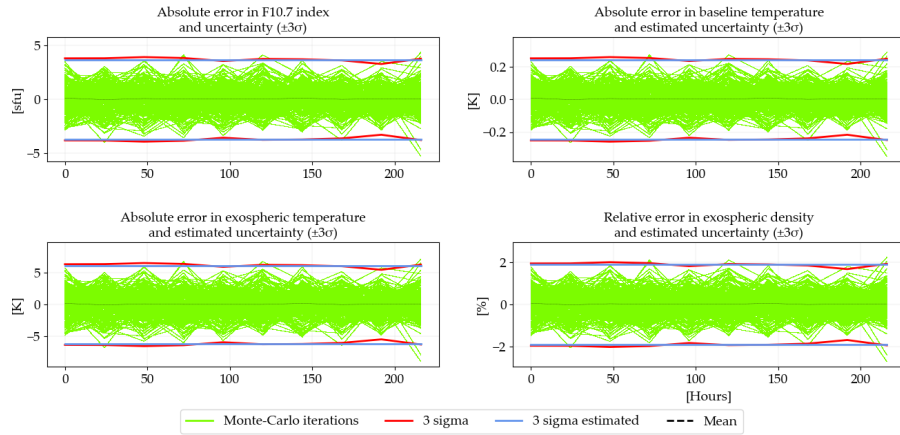 Absolute error in F10.7 index
and uncertainty (±3σ)
[sfu]
5
0
−5
0 50 100 150 200
Absolute error in baseline temperature
and estimated uncertainty (±3σ)
[K]
0.2
0.0
−0.2
0 50 100 150 200
Absolute error in exospheric temperature
and estimated uncertainty (±3σ)
[K]
5
0
−5
0 50 100 150 200
Relative error in exospheric density
and estimated uncertainty (±3σ)
[%]
2
0
−2
0 50 100 150 200
[Hours]
Monte-Carlo iterations 3 sigma 3 sigma estimated Mean